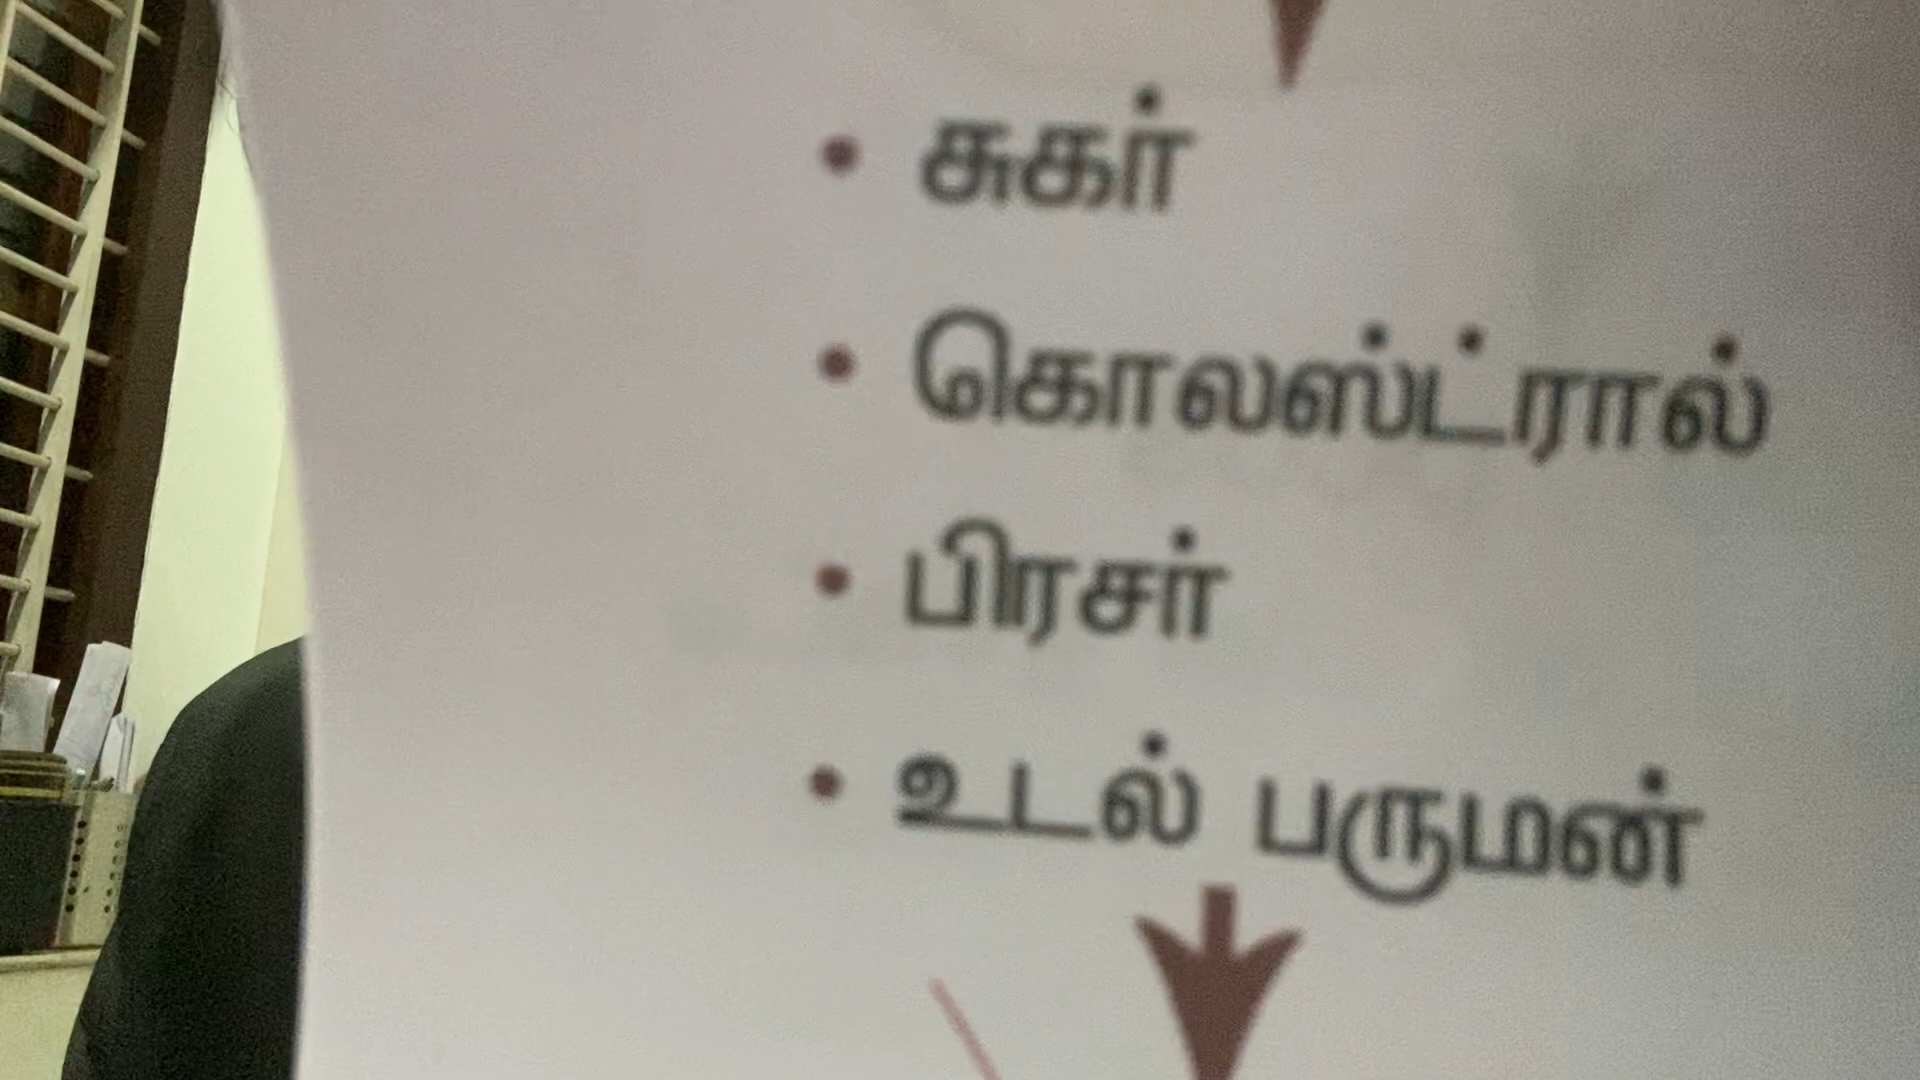 • சுகர்
• கொலஸ்ட்ரால்
• பிரசர்
• உடல் பருமன்